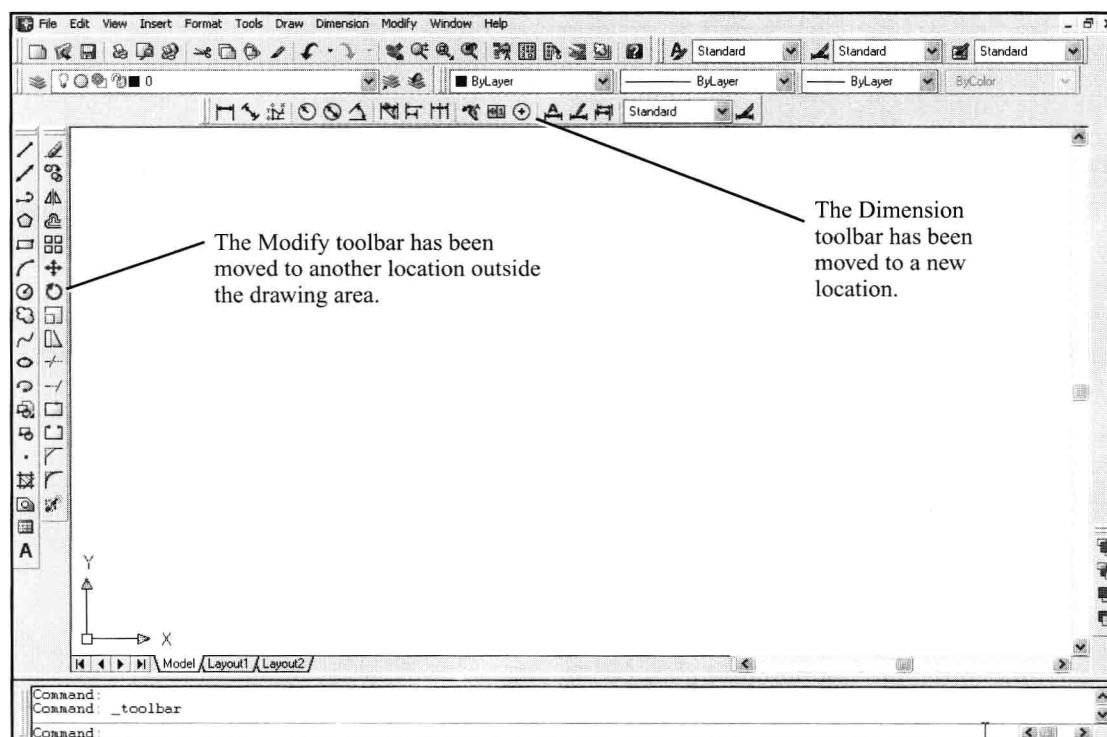 File Edit View Insert Format Tools Draw Dimension Modify Window Help
Standard Standard Standard
0 ByLayer ByLayer ByLayer ByColor
Standard
The Dimension
toolbar has been
moved to a new
location.
The Modify toolbar has been
moved to another location outside
the drawing area.
A
Y
X
Model Layout1 Layout2
Command:
Command: _toolbar
Command: